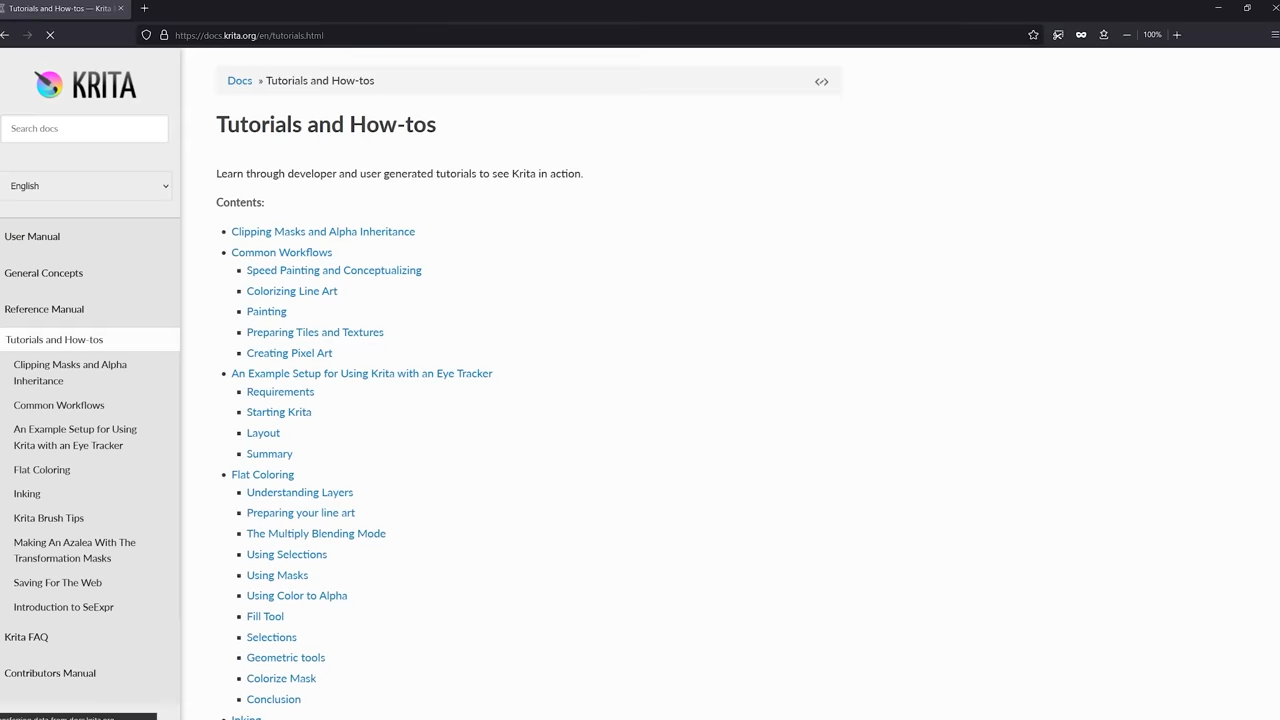 Tutorials and How-tos — Krita
https://docs.krita.org/en/tutorials.html
100%
KRITA
Search docs
English
User Manual
General Concepts
Reference Manual
Tutorials and How-tos
Clipping Masks and Alpha
Inheritance
Common Workflows
An Example Setup for Using
Krita with an Eye Tracker
Flat Coloring
Inking
Krita Brush Tips
Making An Azalea With The
Transformation Masks
Saving For The Web
Introduction to SeExpr
Krita FAQ
Contributors Manual
Docs » Tutorials and How-tos
Tutorials and How-tos
Learn through developer and user generated tutorials to see Krita in action.
Contents:
Clipping Masks and Alpha Inheritance
Common Workflows
Speed Painting and Conceptualizing
Colorizing Line Art
Painting
Preparing Tiles and Textures
Creating Pixel Art
An Example Setup for Using Krita with an Eye Tracker
Requirements
Starting Krita
Layout
Summary
Flat Coloring
Understanding Layers
Preparing your line art
The Multiply Blending Mode
Using Selections
Using Masks
Using Color to Alpha
Fill Tool
Selections
Geometric tools
Colorize Mask
Conclusion
Inking